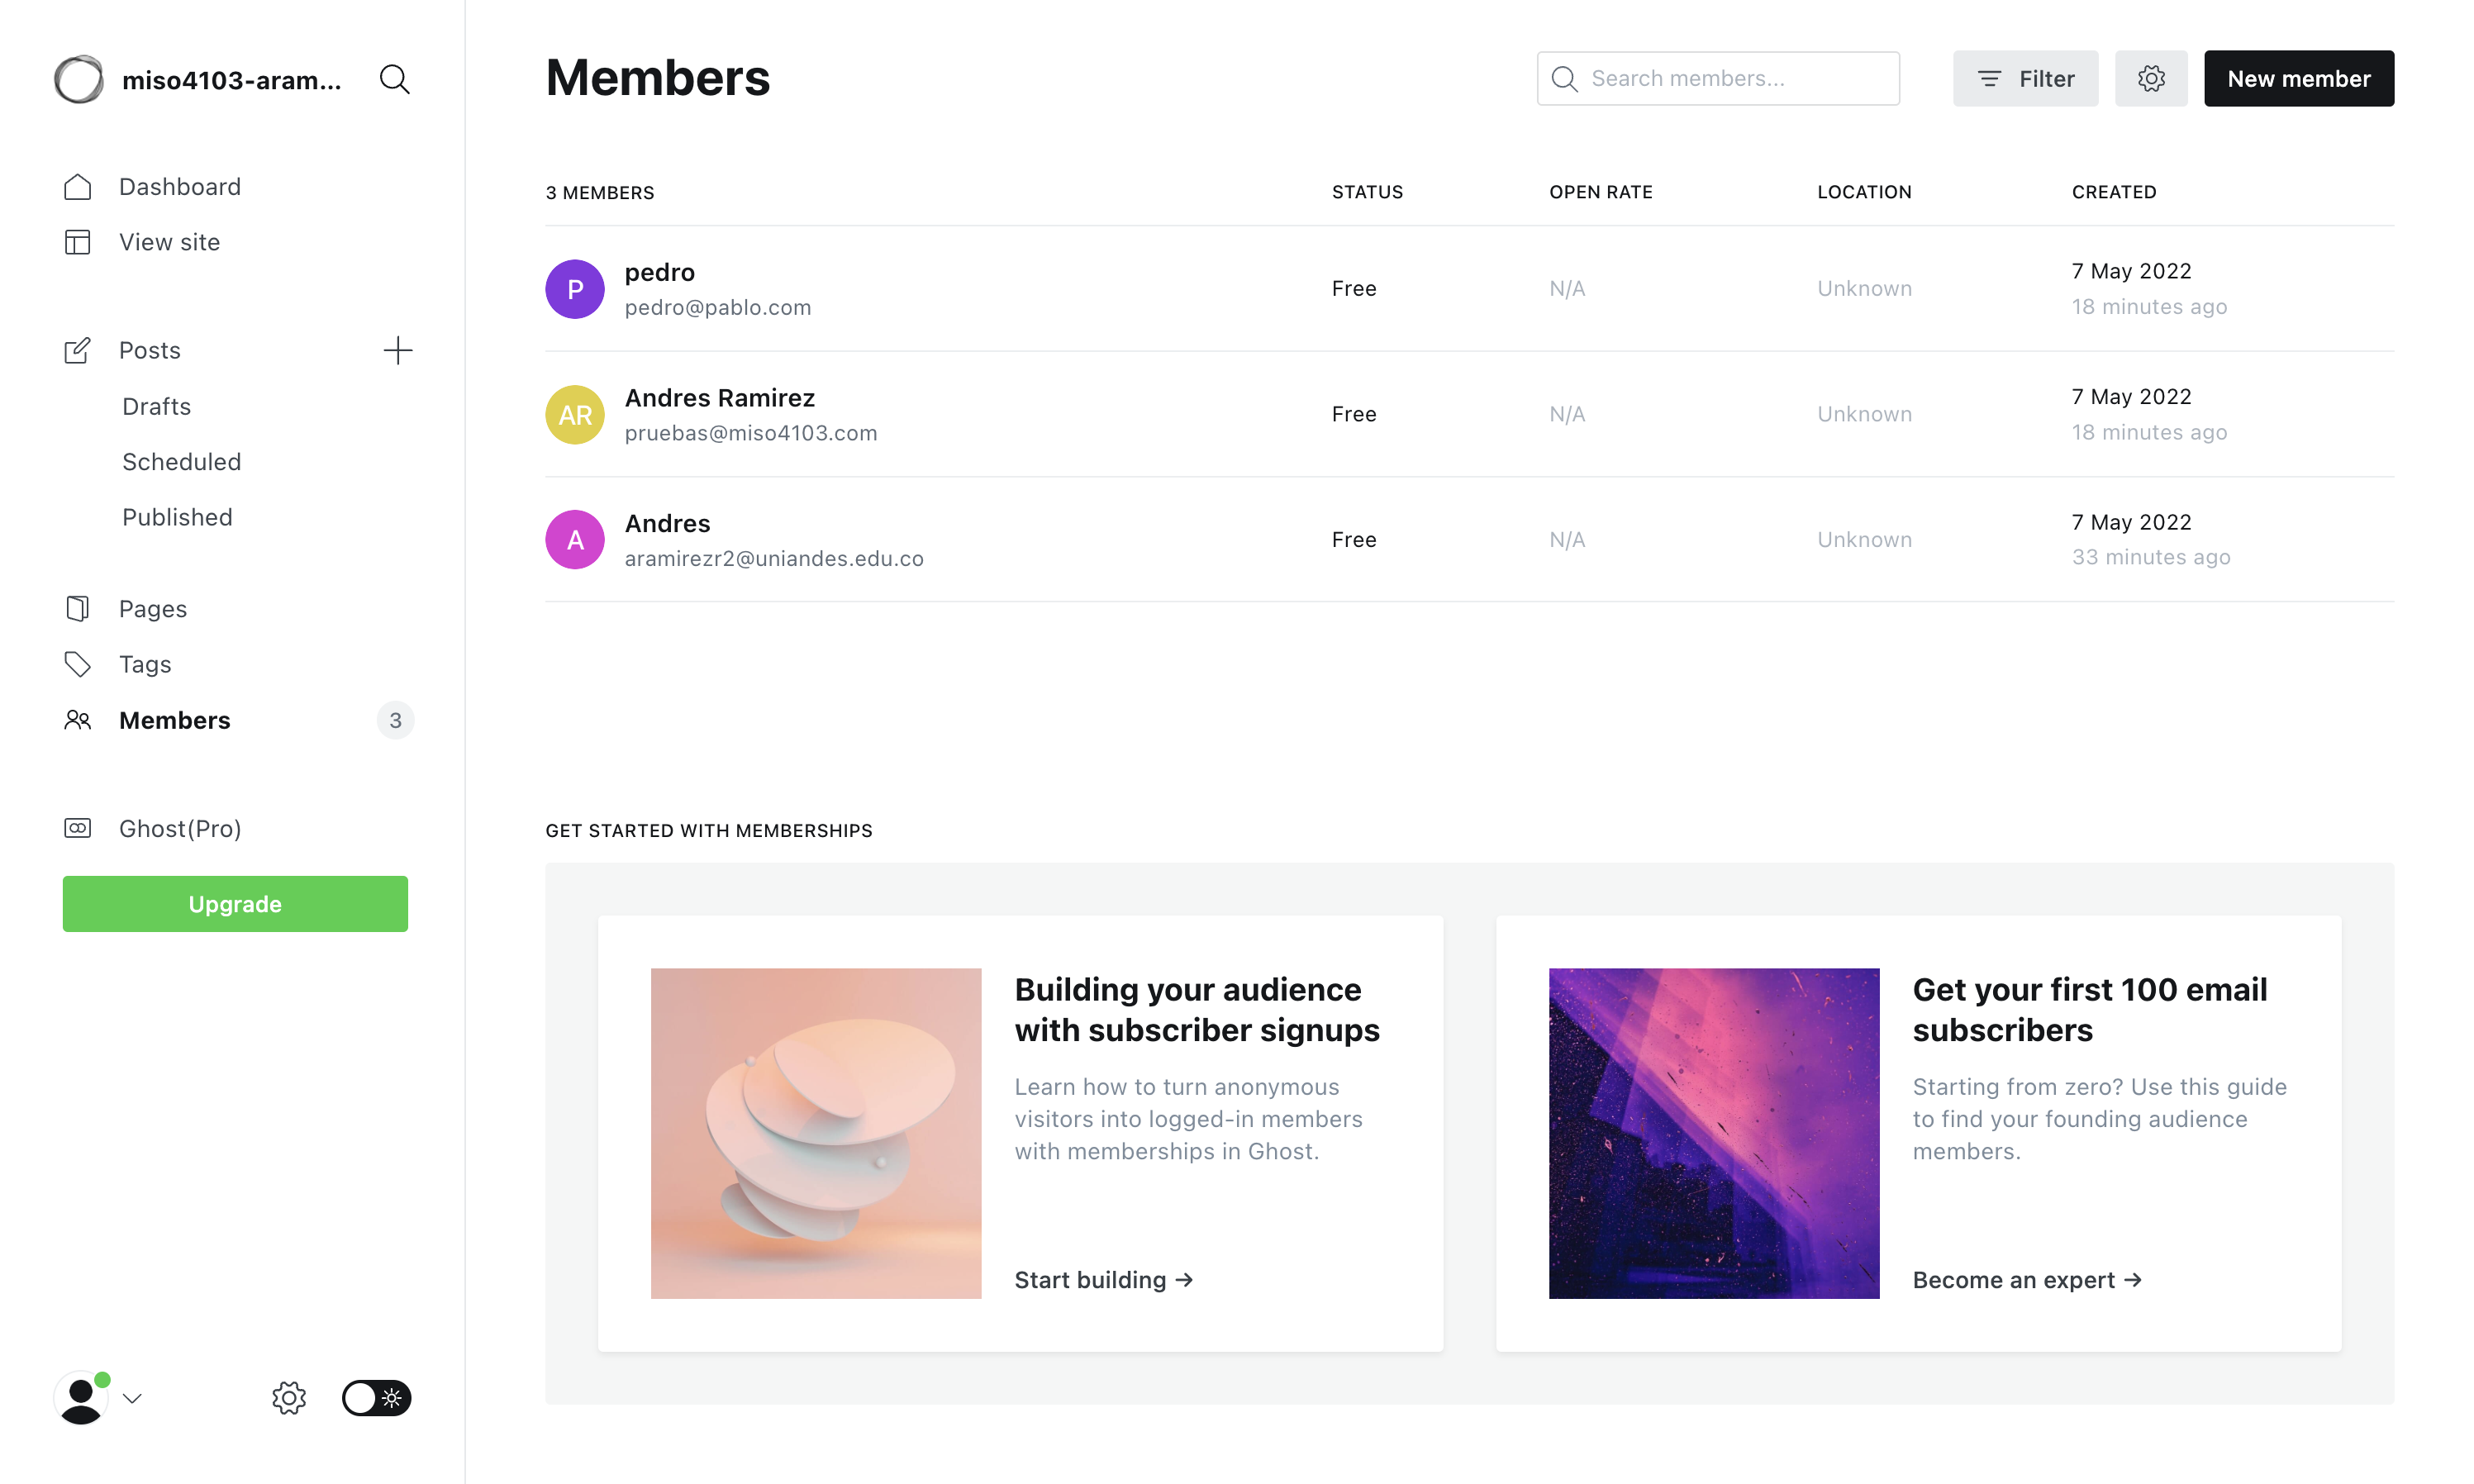 miso4103-aram...
Dashboard
View site
Posts
Drafts
Scheduled
Published
Pages
Tags
Members
3
Ghost(Pro)
Upgrade
Members
Search members...
Filter
New member
3 MEMBERS
STATUS
OPEN RATE
LOCATION
CREATED
P
pedro
pedro@pablo.com
Free
N/A
Unknown
7 May 2022
18 minutes ago
AR
Andres Ramirez
pruebas@miso4103.com
Free
N/A
Unknown
7 May 2022
18 minutes ago
A
Andres
aramirezr2@uniandes.edu.co
Free
N/A
Unknown
7 May 2022
33 minutes ago
GET STARTED WITH MEMBERSHIPS
Building your audience
with subscriber signups
Learn how to turn anonymous
visitors into logged-in members
with memberships in Ghost.
Start building →
Get your first 100 email
subscribers
Starting from zero? Use this guide
to find your founding audience
members.
Become an expert →